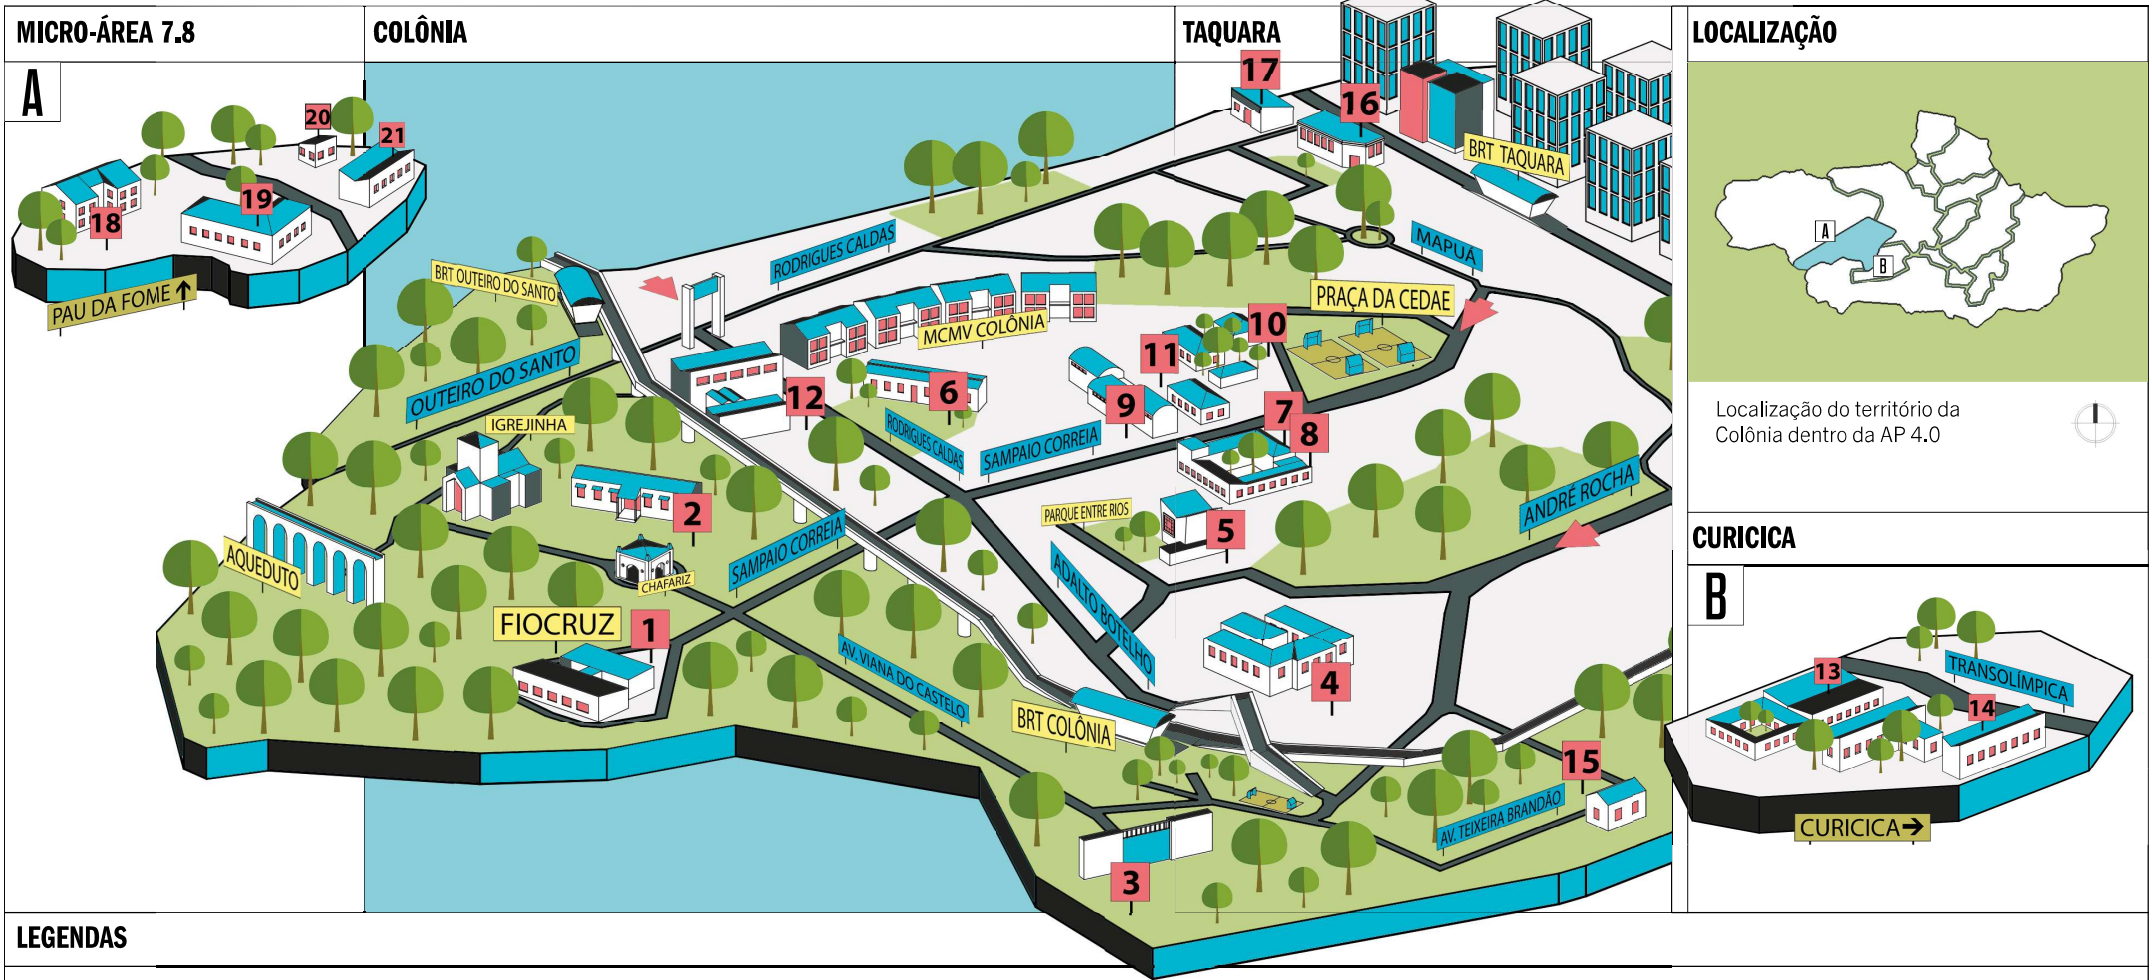 MICRO-ÁREA 7.8
COLÔNIA
TAQUARA
LOCALIZAÇÃO
A
20
21
19
18
PAU DA FOME ↑
17
16
BRT TAQUARA
RODRIGUES CALDAS
MAPUÁ
BRT OUTEIRO DO SANTO
MCMV COLÔNIA
PRAÇA DA CEDAE
10
11
OUTEIRO DO SANTO
12
6
9
7
8
IGREJINHA
RODRIGUES CALDAS
SAMPAIO CORREIA
ANDRÉ ROCHA
2
PARQUE ENTRE RIOS
5
AQUEDUTO
CHAFARIZ
SAMPAIO CORREIA
ADALTO BOTELHO
FIOCRUZ
1
AV. VIANA DO CASTELO
4
BRT COLÔNIA
15
AV. TEIXEIRA BRANDÃO
3
A
B
Localização do território da
Colônia dentro da AP 4.0
CURICICA
B
13
TRANSOLÍMPICA
14
CURICICA →
LEGENDAS